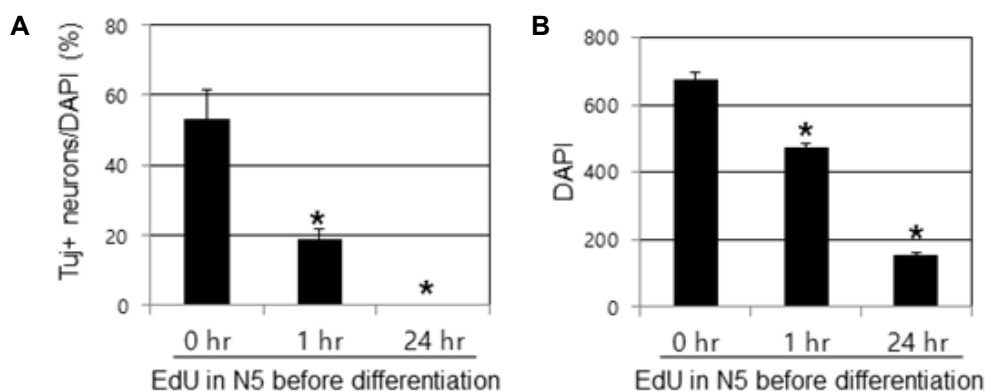 A
Tuj+ neurons/DAPI (%)
80
60
40
20
0
*
*
0 hr 1 hr 24 hr
EdU in N5 before differentiation
B
DAPI
800
600
400
200
0
*
*
0 hr 1 hr 24 hr
EdU in N5 before differentiation